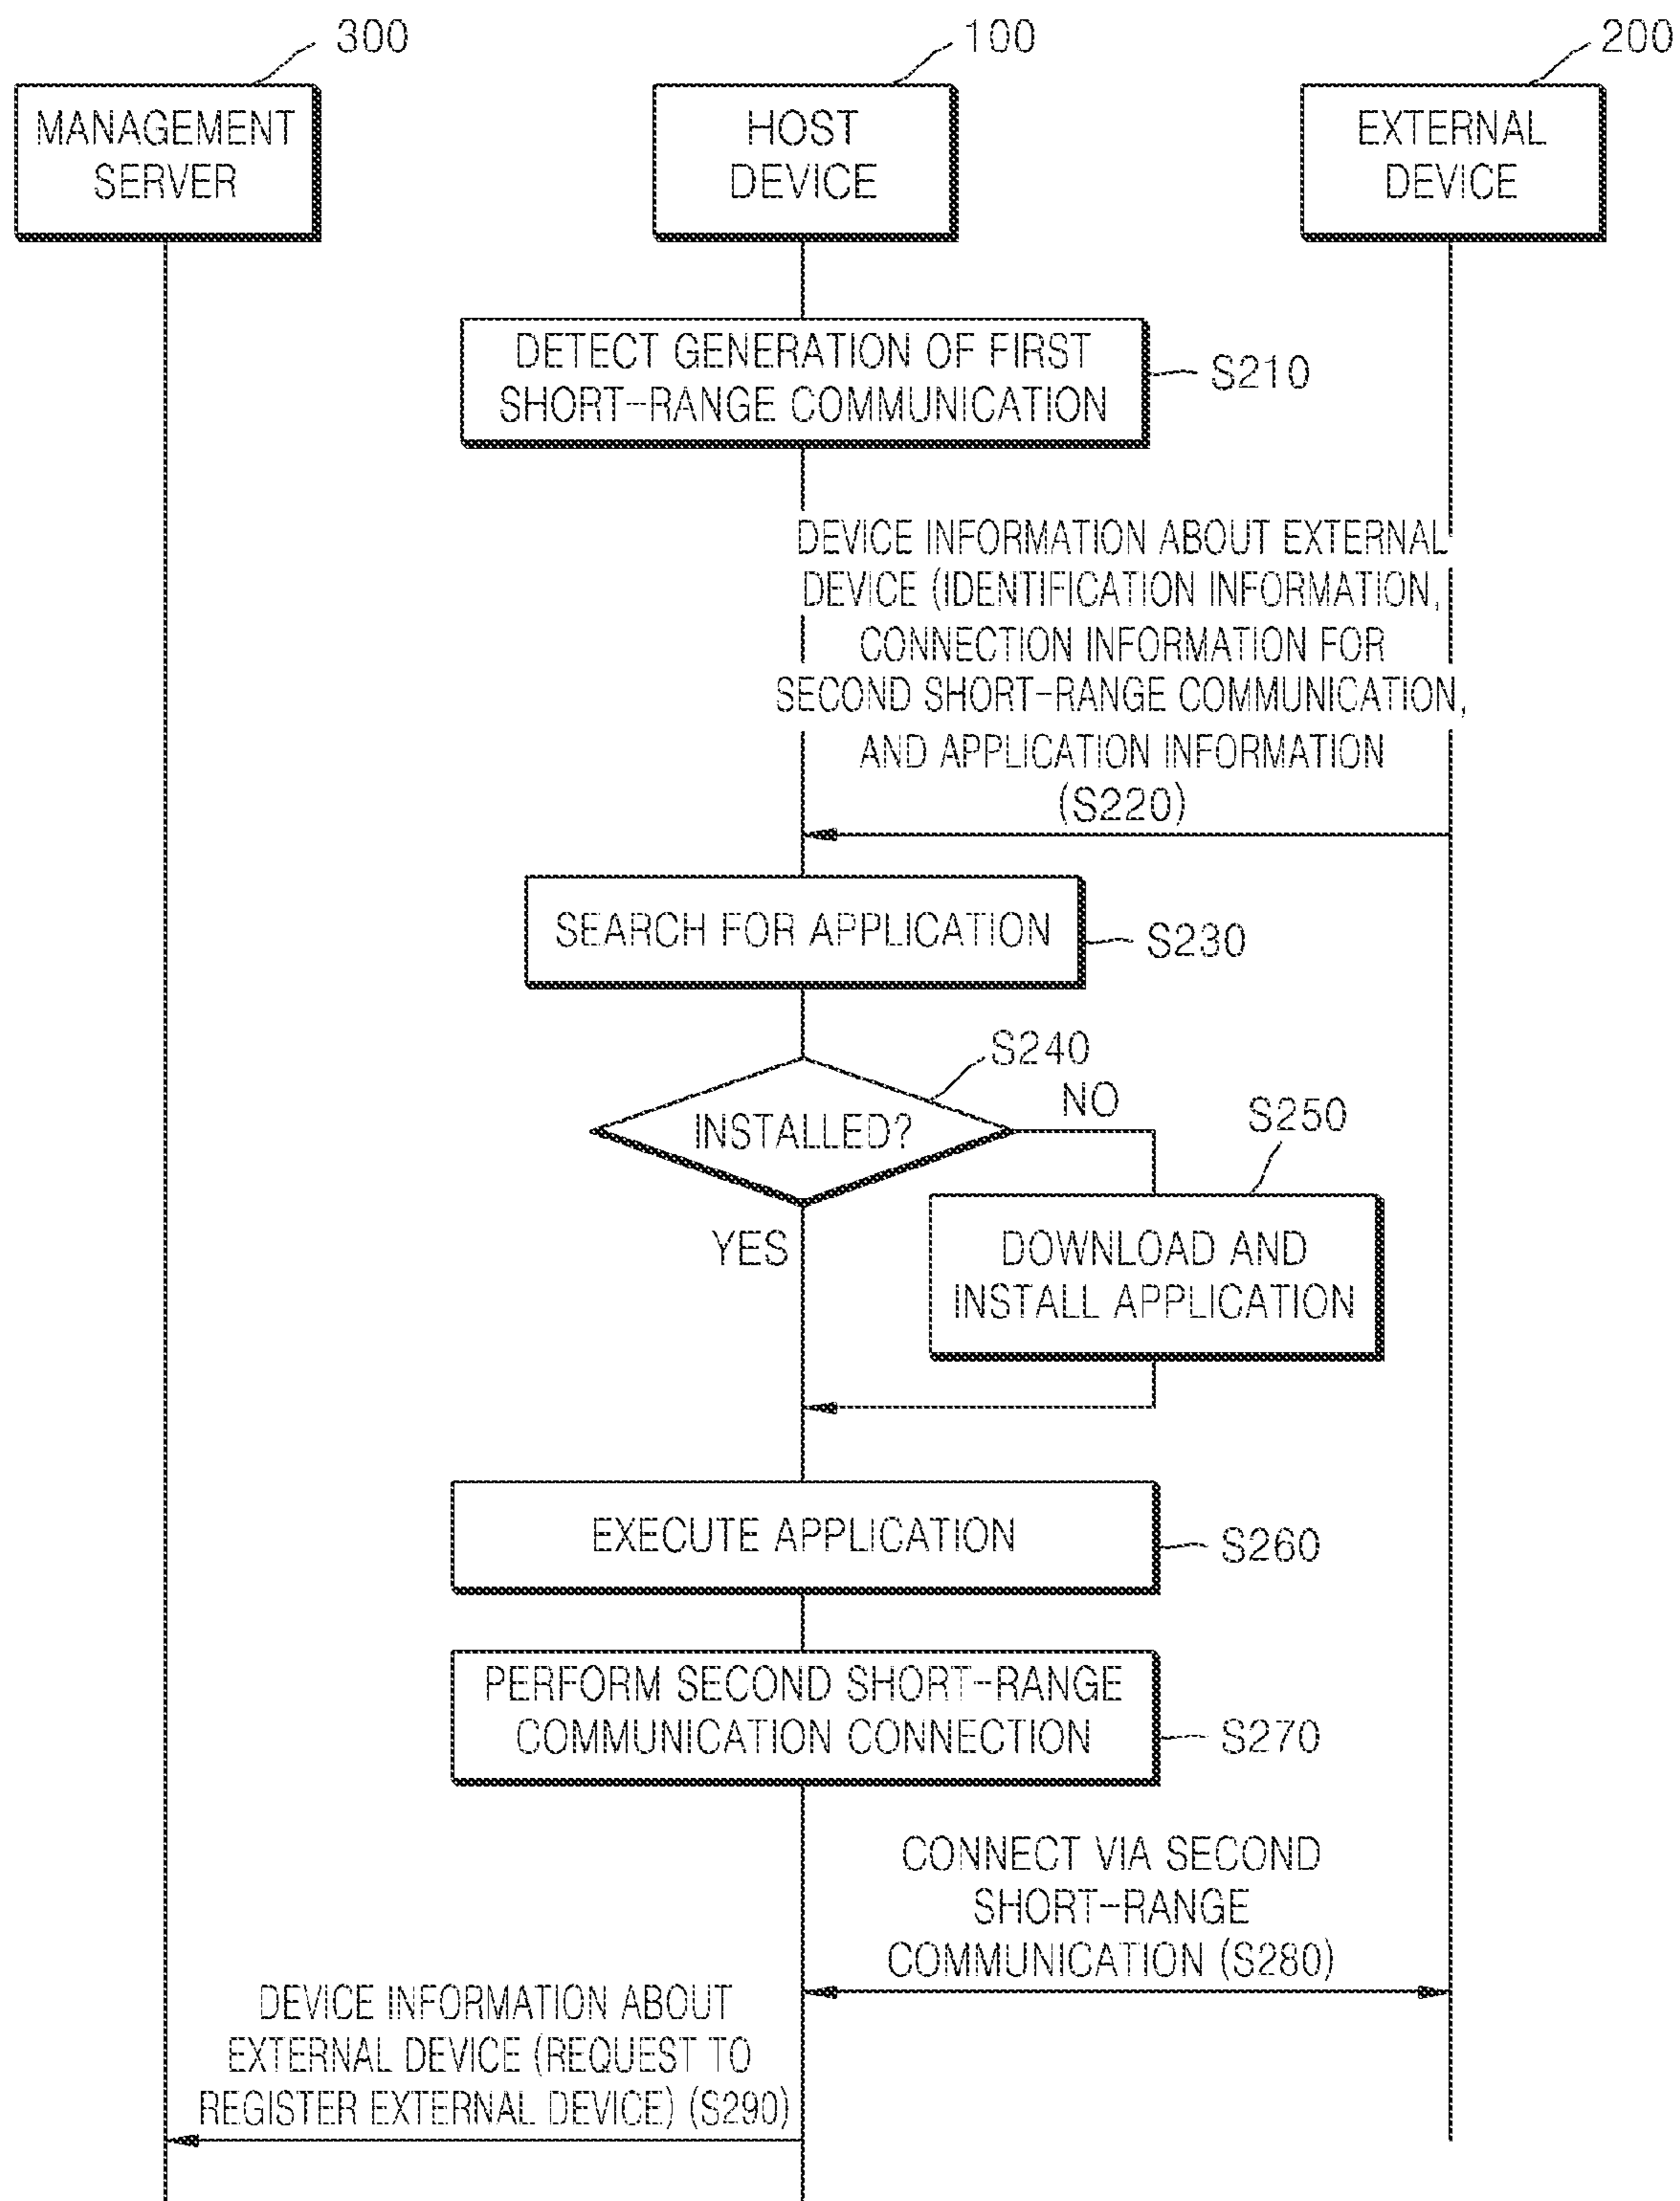 300
100
200
MANAGEMENT
SERVER
HOST
DEVICE
EXTERNAL
DEVICE
DETECT GENERATION OF FIRST
SHORT-RANGE COMMUNICATION
S210
DEVICE INFORMATION ABOUT EXTERNAL
DEVICE (IDENTIFICATION INFORMATION,
CONNECTION INFORMATION FOR
SECOND SHORT-RANGE COMMUNICATION,
AND APPLICATION INFORMATION
(S220)
SEARCH FOR APPLICATION
S230
S240
INSTALLED?
NO
YES
S250
DOWNLOAD AND
INSTALL APPLICATION
EXECUTE APPLICATION
S260
PERFORM SECOND SHORT-RANGE
COMMUNICATION CONNECTION
S270
CONNECT VIA SECOND
SHORT-RANGE
COMMUNICATION (S280)
DEVICE INFORMATION ABOUT
EXTERNAL DEVICE (REQUEST TO
REGISTER EXTERNAL DEVICE) (S290)